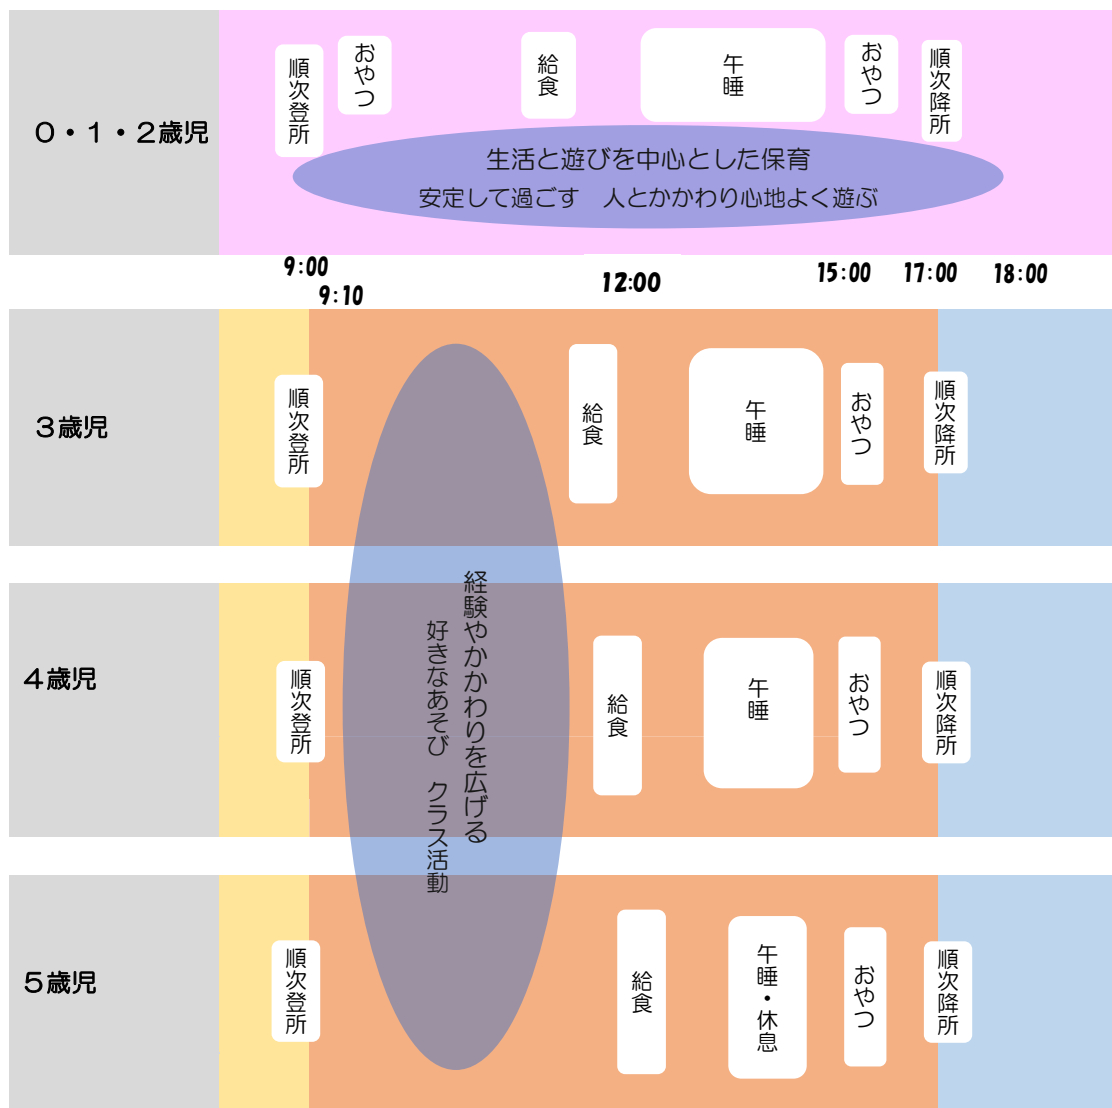 ０・１・２歳児
順次登所
おやつ
給食
午睡
おやつ
順次降所
生活と遊びを中心とした保育
安定して過ごす　人とかかわり心地よく遊ぶ
9:00
9:10
12:00
15:00
17:00
18:00
３歳児
順次登所
給食
午睡
おやつ
順次降所
経験やかかわりを広げる
好きなあそび　クラス活動
４歳児
順次登所
給食
午睡
おやつ
順次降所
５歳児
順次登所
給食
午睡・休息
おやつ
順次降所